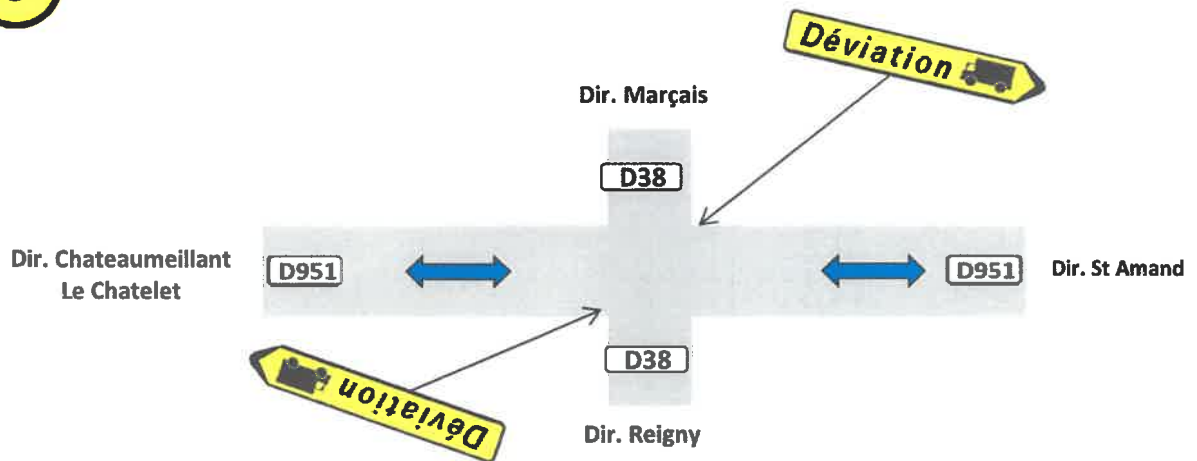 Déviation
Dir. Marçais
D38
Dir. Chateaumeillant
Le Chatelet
D951
D951
Dir. St Amand
D38
Déviation
Dir. Reigny